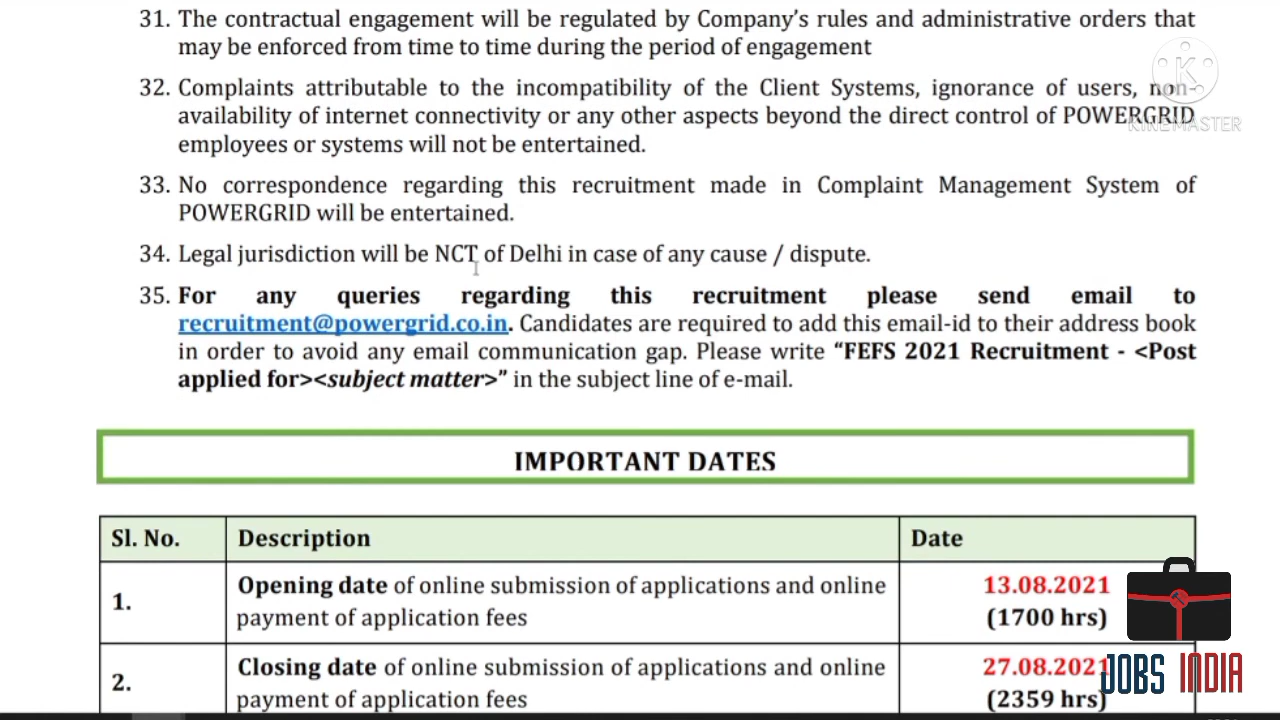 31. The contractual engagement will be regulated by Company's rules and administrative orders that
may be enforced from time to time during the period of engagement
32. Complaints attributable to the incompatibility of the Client Systems, ignorance of users, non-
availability of internet connectivity or any other aspects beyond the direct control of POWERGRID
employees or systems will not be entertained.
33. No correspondence regarding this recruitment made in Complaint Management System of
POWERGRID will be entertained.
34. Legal jurisdiction will be NCT of Delhi in case of any cause / dispute.
35. For any queries regarding this recruitment please send email to
recruitment@powergrid.co.in. Candidates are required to add this email-id to their address book
in order to avoid any email communication gap. Please write “FEFS 2021 Recruitment - <Post
applied for><subject matter>” in the subject line of e-mail.
K
KINEMASTER
IMPORTANT DATES
Sl. No. Description Date
1. Opening date of online submission of applications and online payment of application fees 13.08.2021 (1700 hrs)
2. Closing date of online submission of applications and online payment of application fees 27.08.2021 (2359 hrs)
JOBS INDIA